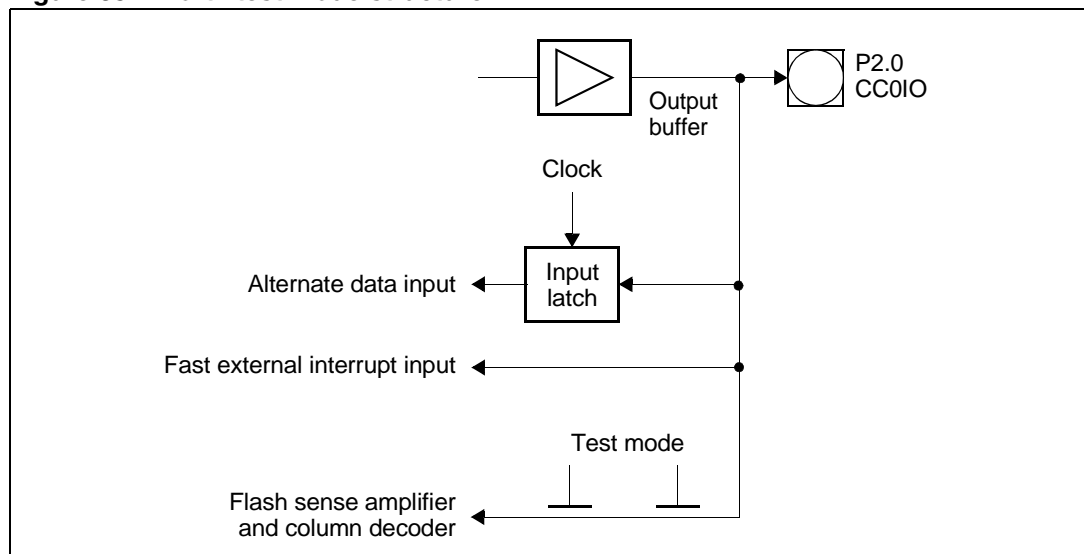 P2.0
CC0IO
Output
buffer
Clock
Input
latch
Alternate data input
Fast external interrupt input
Test mode
Flash sense amplifier
and column decoder